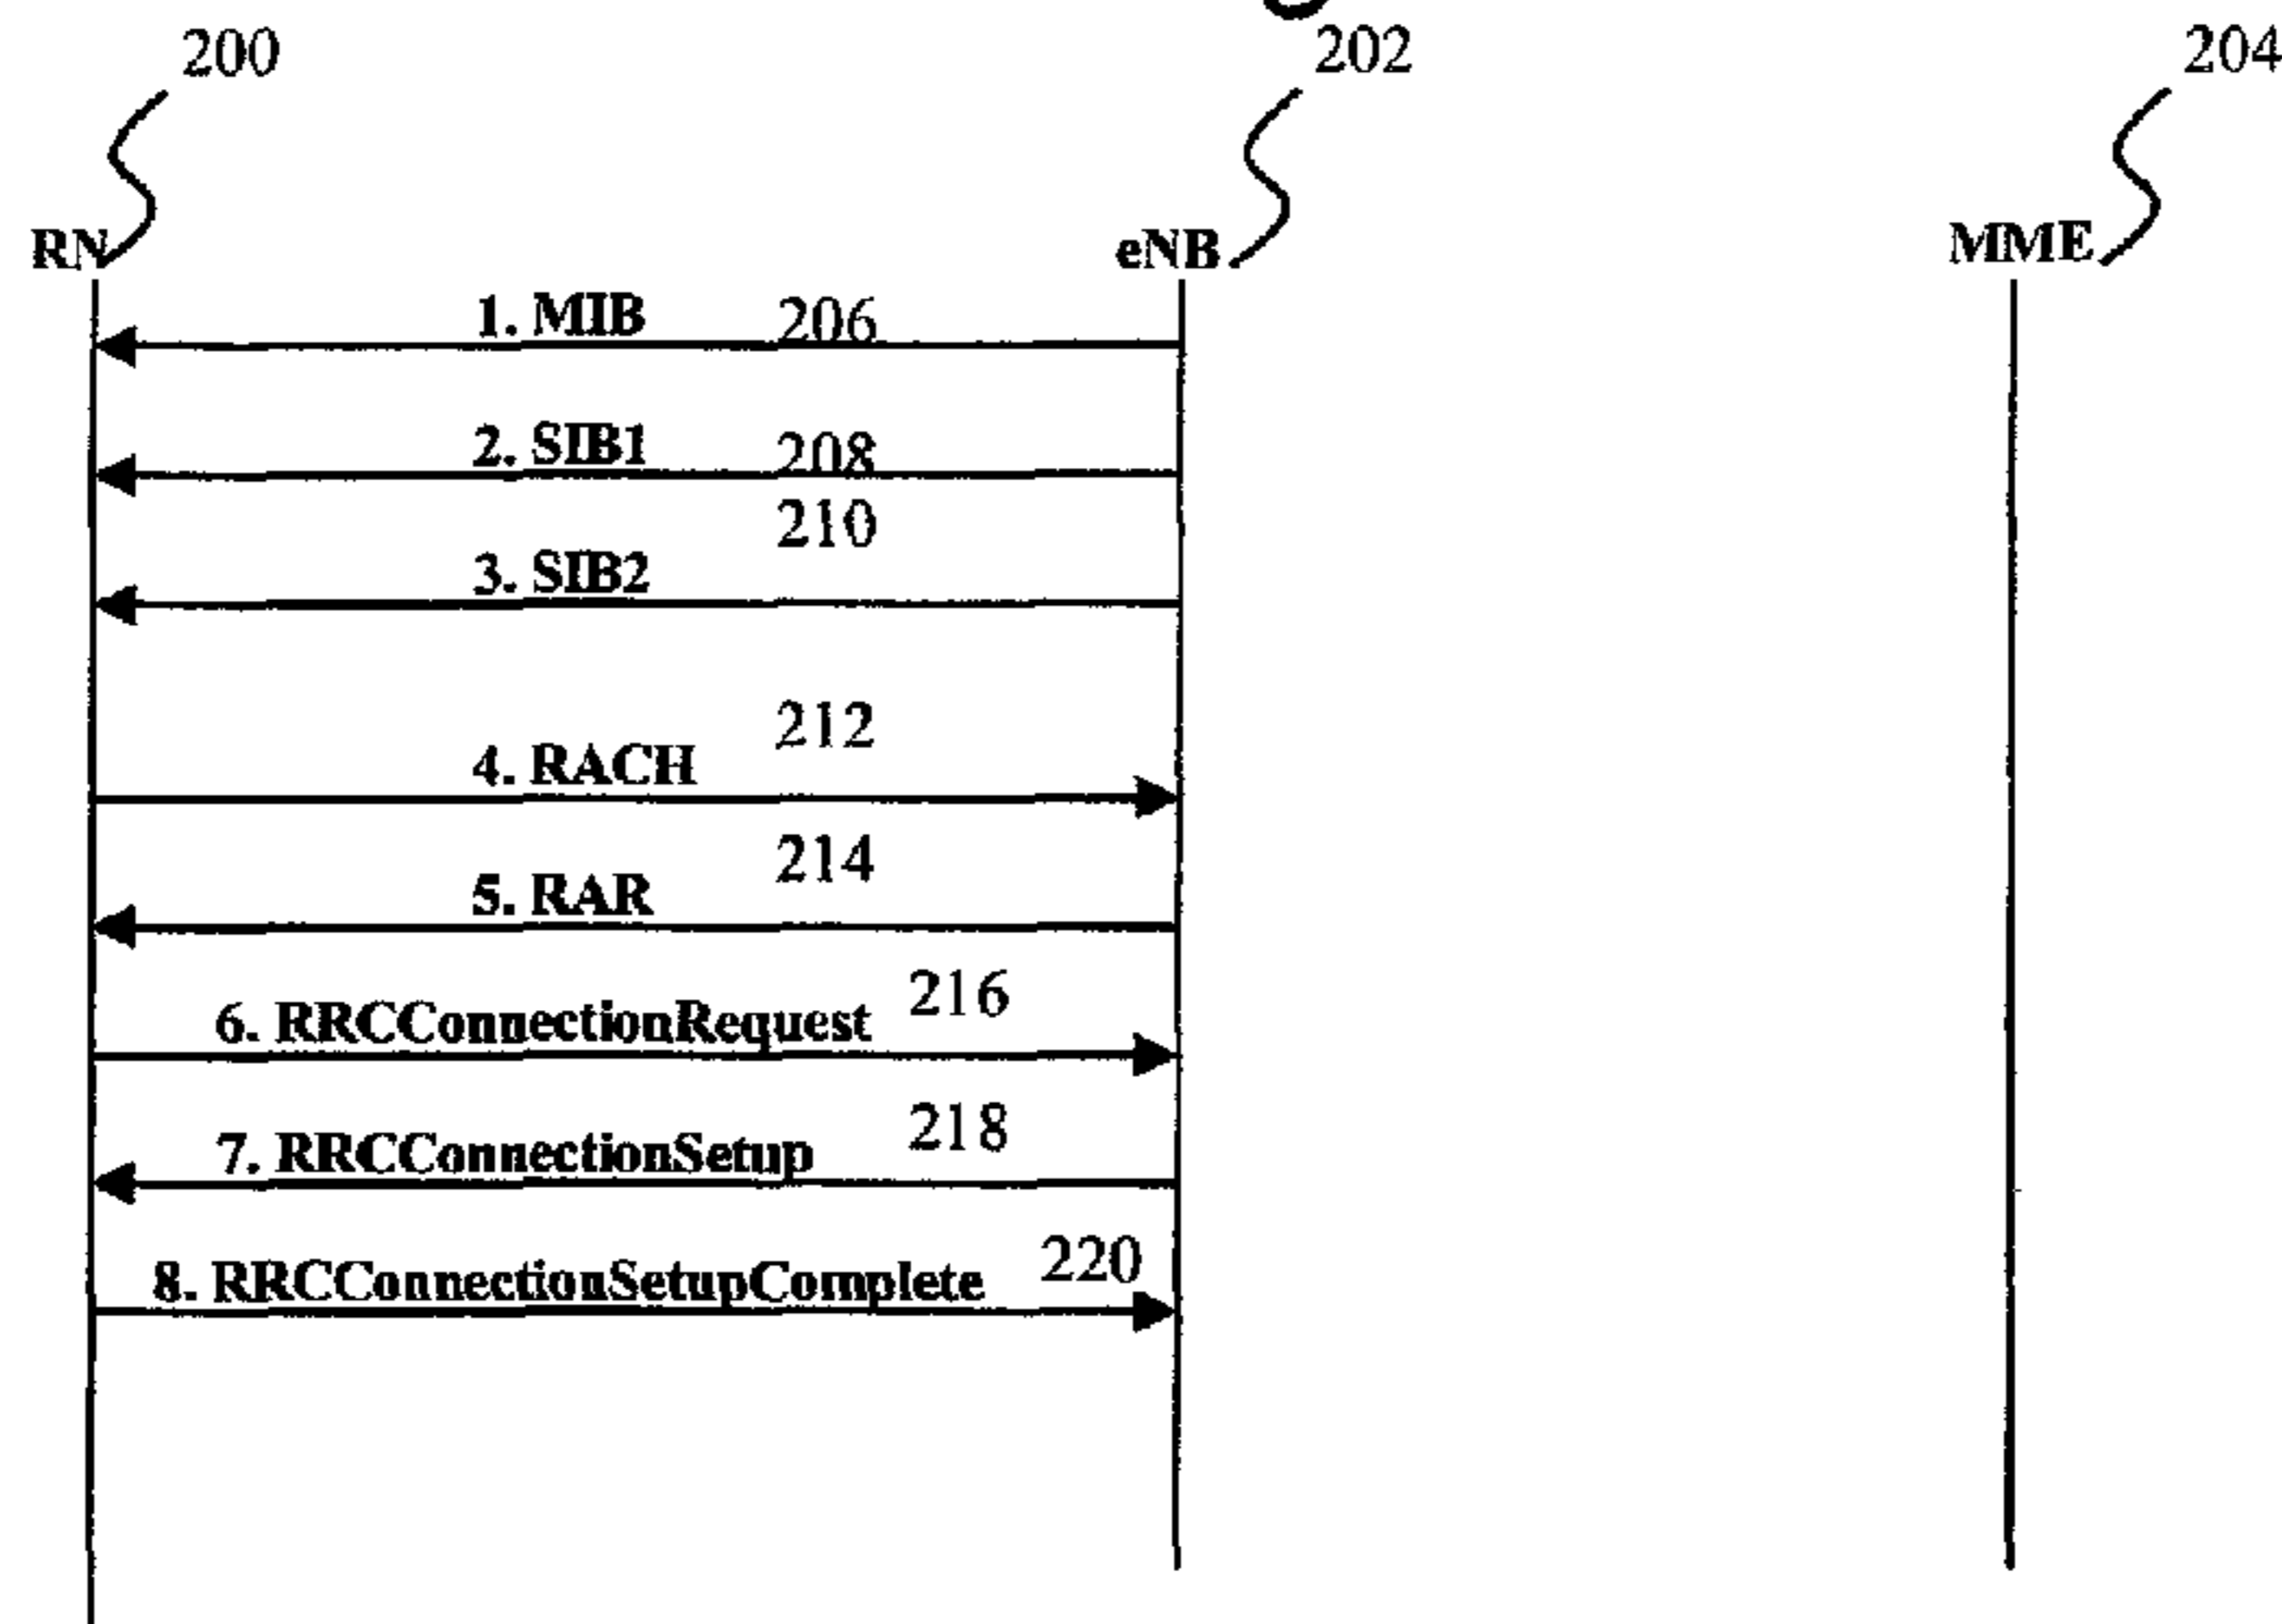 200 202 204
RN eNB MME
1. MIB 206
2. SIB1 208
210
3. SIB2
212
4. RACH
214
5. RAR
216
6. RRCConnectionRequest
218
7. RRCConnectionSetup
220
8. RRCConnectionSetupComplete